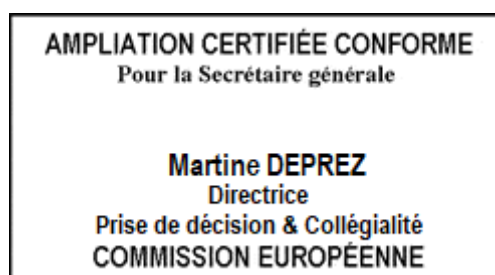 AMPLIATION CERTIFIÉE CONFORME
Pour la Secrétaire générale
Martine DEPREZ
Directrice
Prise de décision & Collégialité
COMMISSION EUROPÉENNE